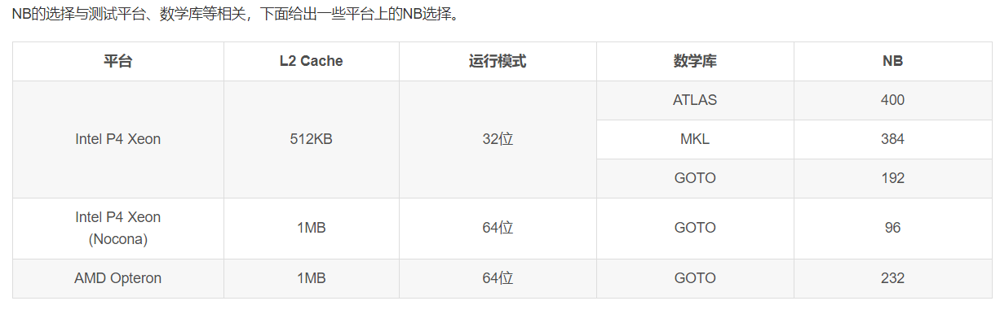 NB的选择与测试平台、数学库等相关，下面给出一些平台上的NB选择。
平台 L2 Cache 运行模式 数学库 NB
Intel P4 Xeon 512KB 32位 ATLAS 400
MKL 384
GOTO 192
Intel P4 Xeon
(Nocona) 1MB 64位 GOTO 96
AMD Opteron 1MB 64位 GOTO 232